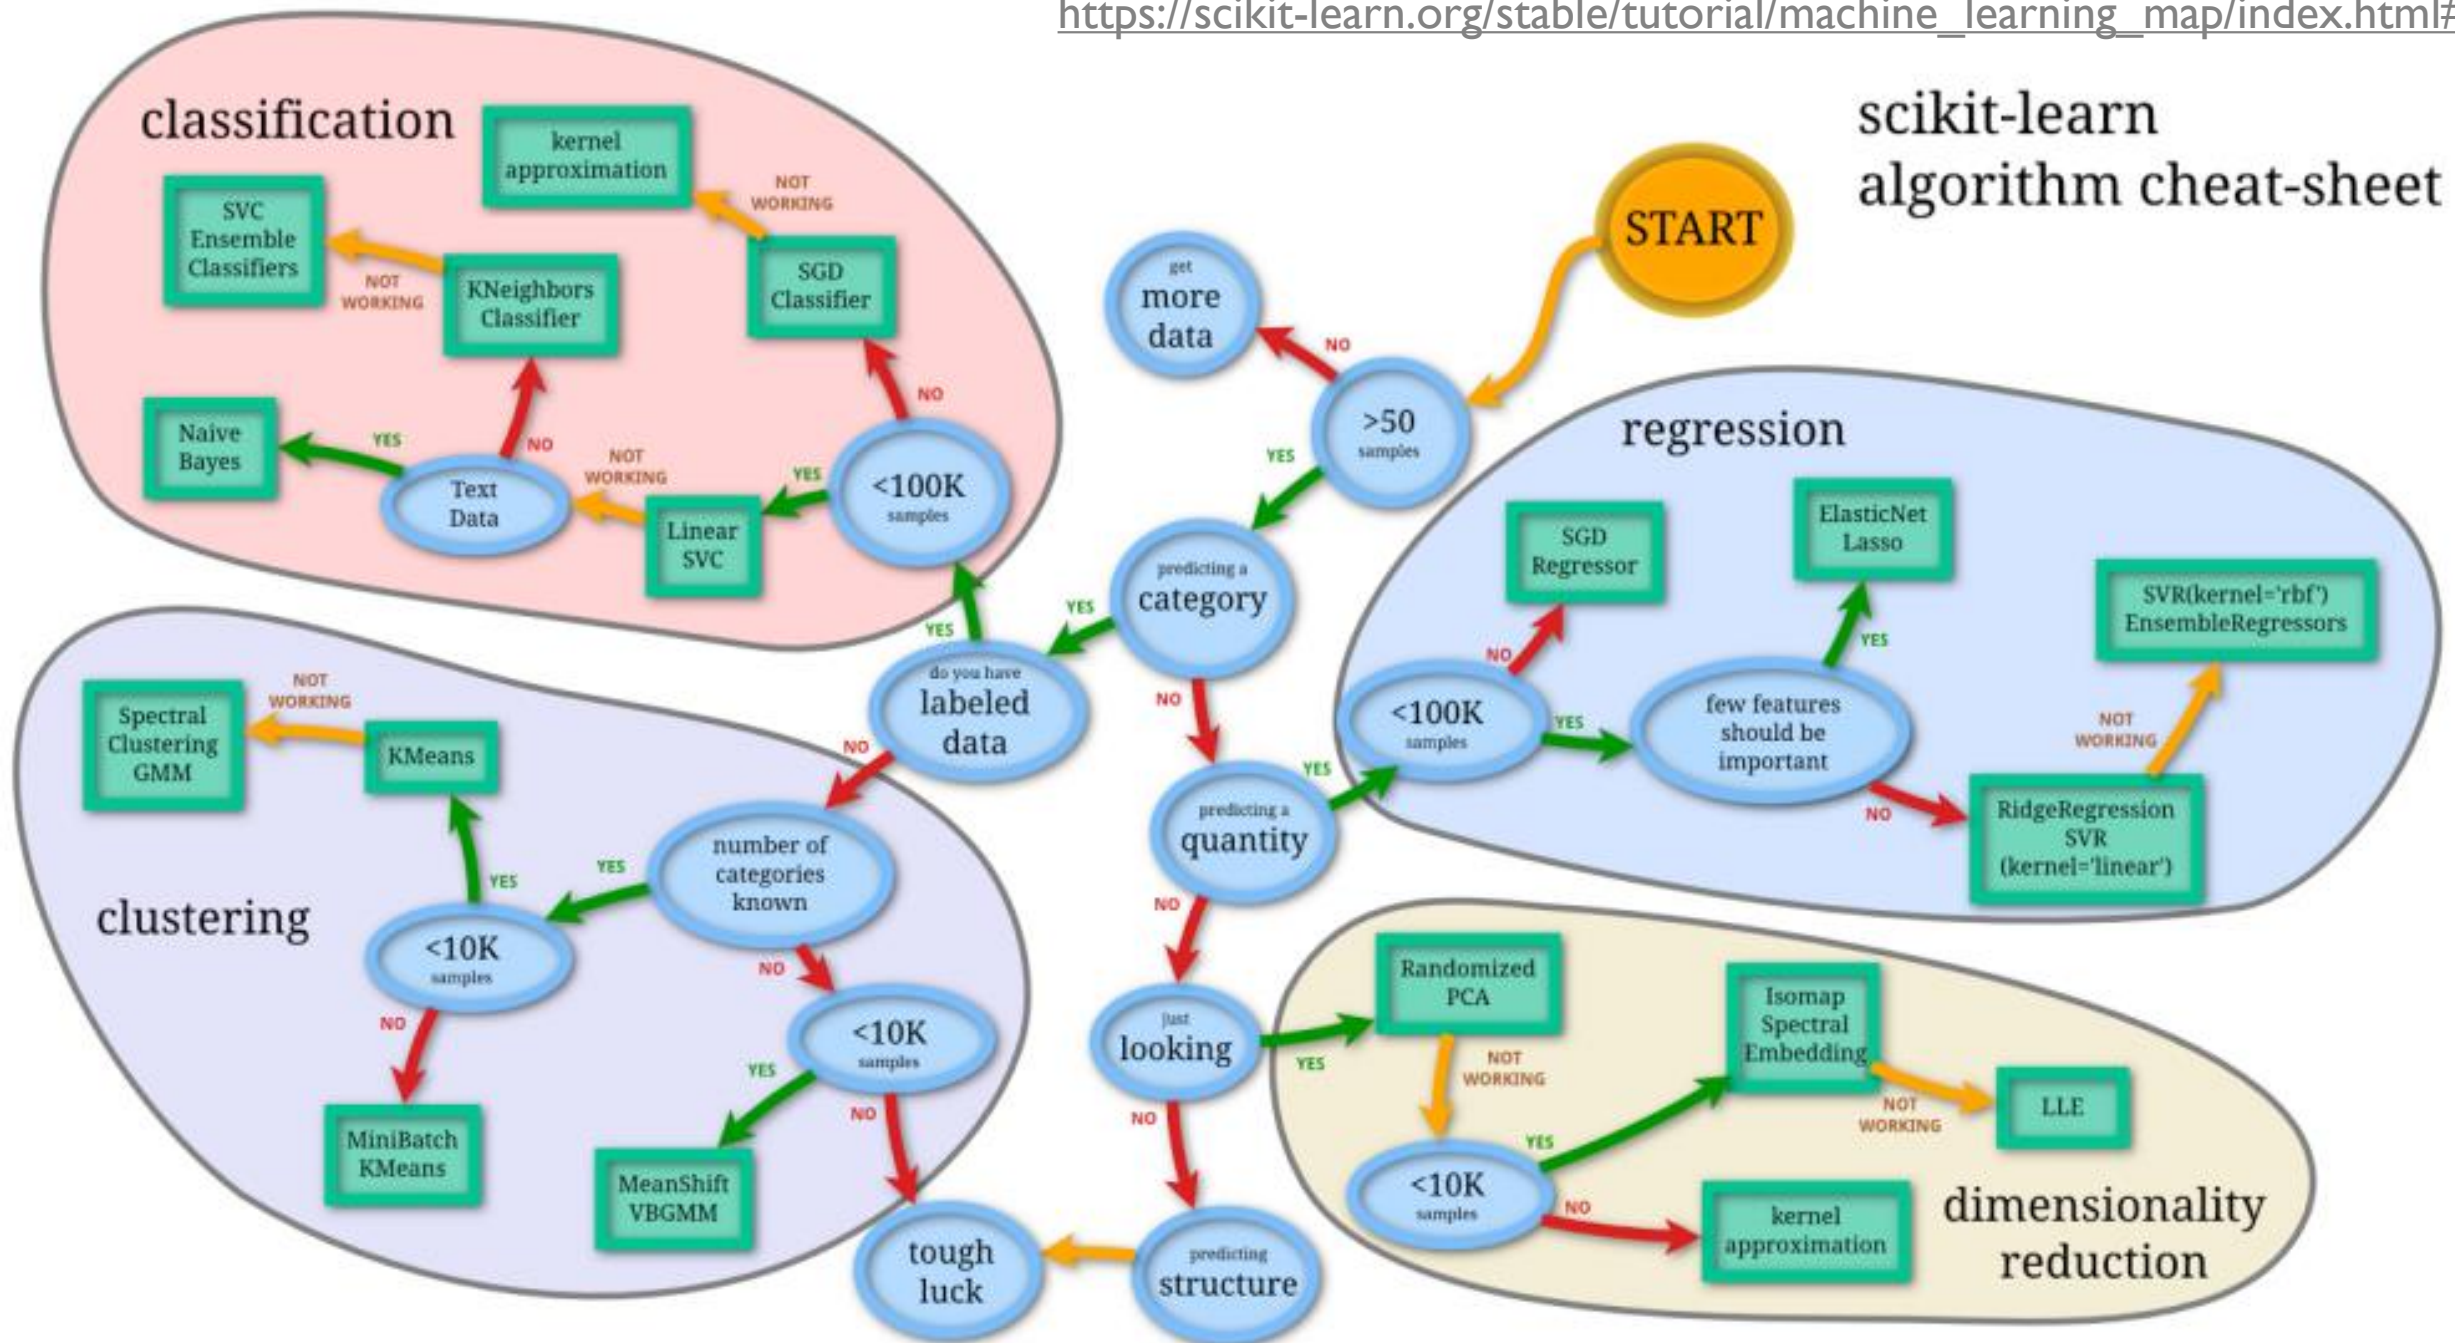 https://scikit-learn.org/stable/tutorial/machine_learning_map/index.html#
scikit-learn
algorithm cheat-sheet
START
get
more
data
NO
>50
samples
YES
predicting a
category
YES
NO
do you have
labeled
data
YES
NO
predicting a
quantity
YES
NO
just
looking
YES
NO
predicting
structure
tough
luck
classification
kernel
approximation
NOT
WORKING
SVC
Ensemble
Classifiers
NOT
WORKING
KNeighbors
Classifier
SGD
Classifier
NO
Naive
Bayes
YES
NO
Text
Data
NOT
WORKING
Linear
SVC
YES
<100K
samples
regression
SGD
Regressor
ElasticNet
Lasso
SVR(kernel='rbf')
EnsembleRegressors
NO
YES
<100K
samples
YES
few features
should be
important
NOT
WORKING
NO
RidgeRegression
SVR
(kernel='linear')
clustering
Spectral
Clustering
GMM
NOT
WORKING
KMeans
number of
categories
known
YES
YES
<10K
samples
NO
NO
<10K
samples
YES
NO
MiniBatch
KMeans
MeanShift
VBGMM
dimensionality
reduction
Randomized
PCA
NOT
WORKING
Isomap
Spectral
Embedding
NOT
WORKING
LLE
YES
<10K
samples
NO
kernel
approximation